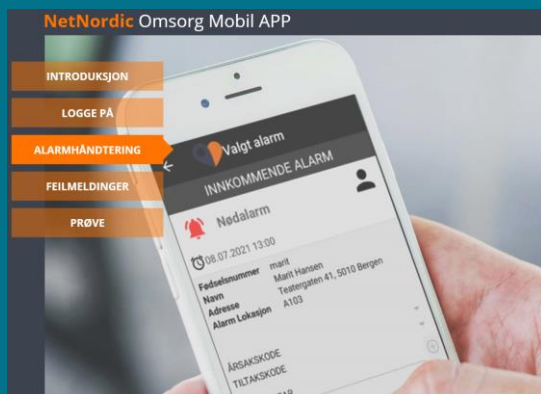 NetNordic Omsorg Mobil APP
INTRODUKSJON
LOGGE PÅ
ALARMHÅNDTERING
FEILMELDINGER
PRØVE
Valgt alarm
INNKOMMENDE ALARM
Nødalarm
08.07.2021 13:00
Fødselsnummer marit
Navn Marit Hansen
Adresse Teatergaten 41, 5010 Bergen
Alarm Lokasjon A103
ÅRSAKSKODE
TILTAKSKODE